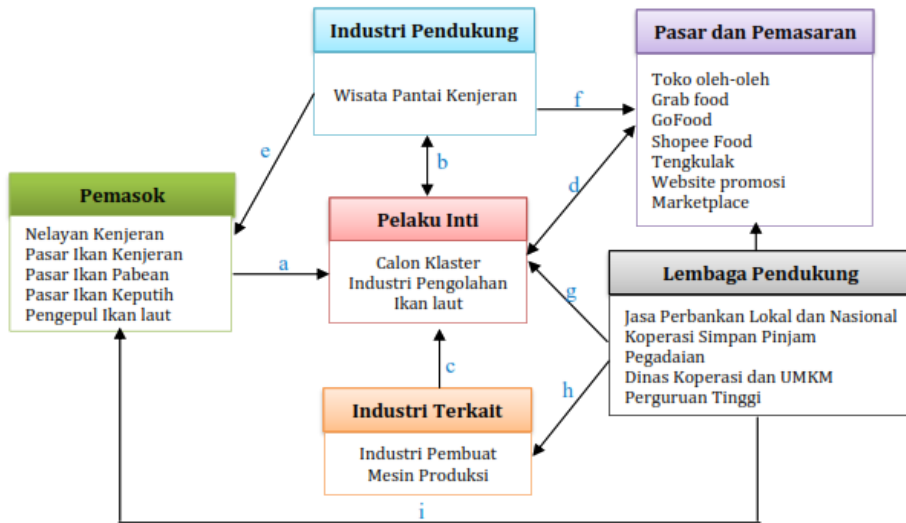 Industri Pendukung
Wisata Pantai Kenjeran
Pasar dan Pemasaran
Toko oleh-oleh
Grab food
GoFood
Shopee Food
Tengkulak
Website promosi
Marketplace
f
e
b
d
Pemasok
Nelayan Kenjeran
Pasar Ikan Kenjeran
Pasar Ikan Pabean
Pasar Ikan Keputih
Pengepul Ikan laut
a
Pelaku Inti
Calon Klaster
Industri Pengolahan
Ikan laut
g
Lembaga Pendukung
Jasa Perbankan Lokal dan Nasional
Koperasi Simpan Pinjam
Pegadaian
Dinas Koperasi dan UMKM
Perguruan Tinggi
c
h
Industri Terkait
Industri Pembuat
Mesin Produksi
i